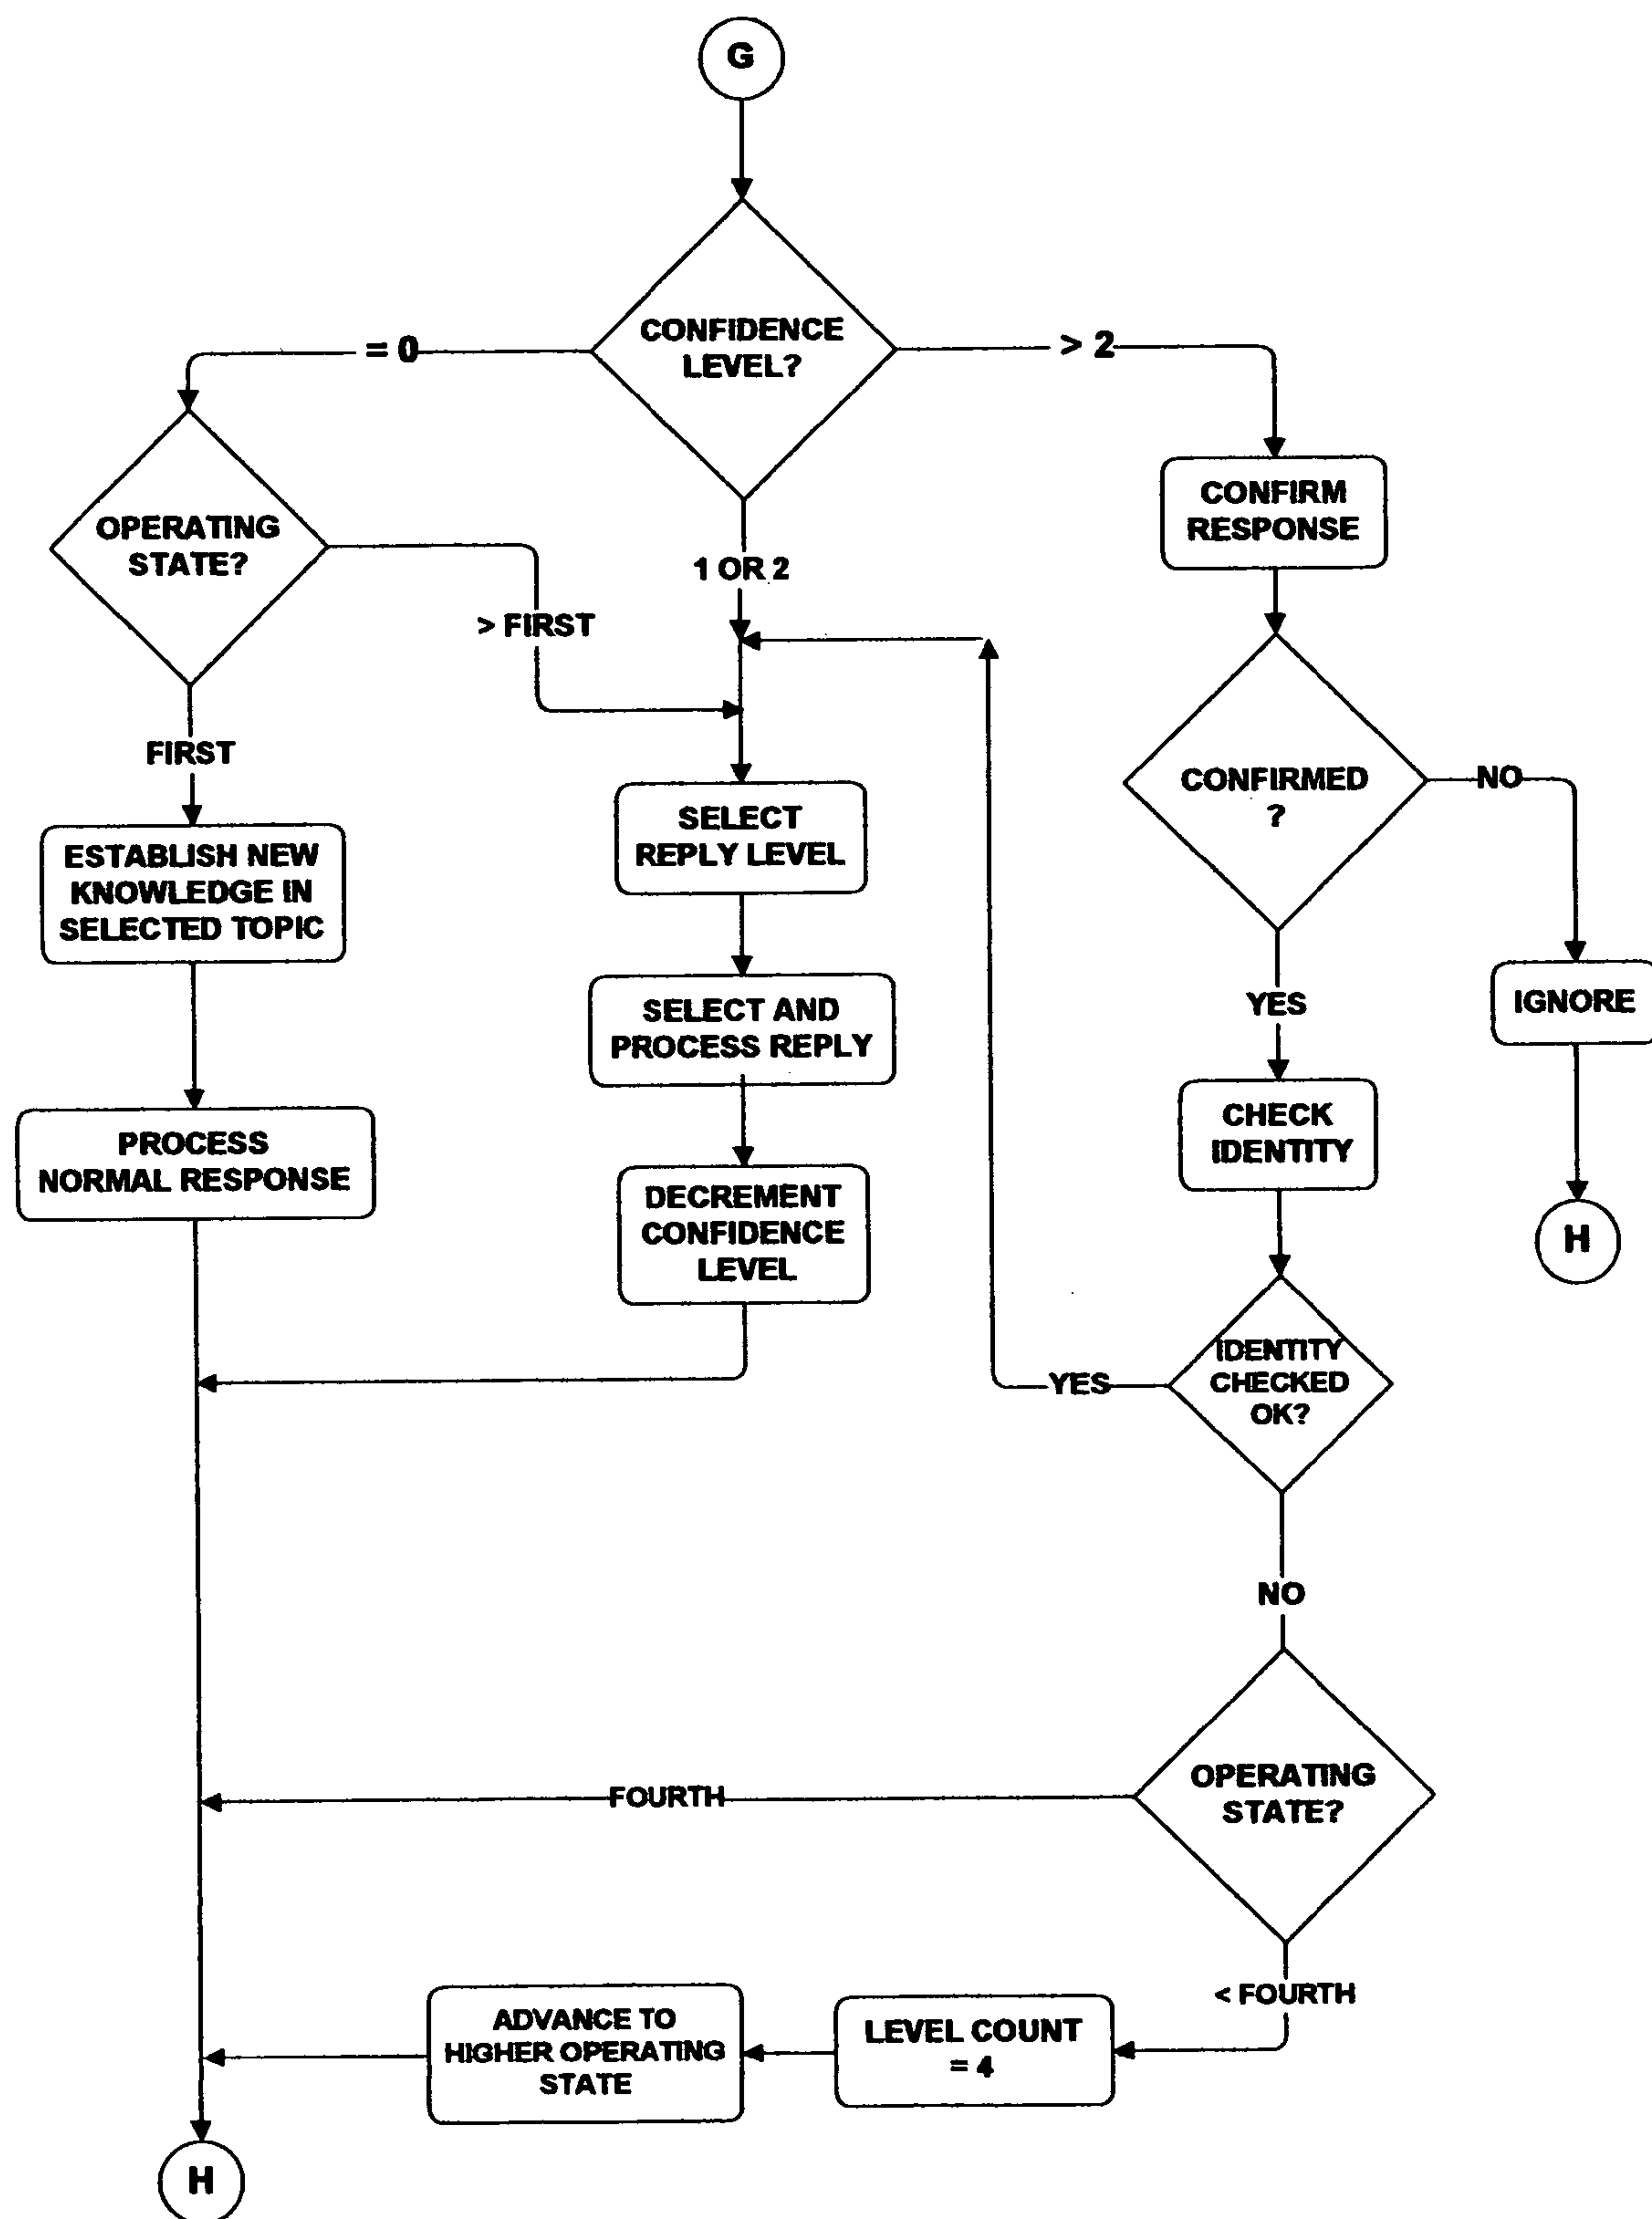 G
CONFIDENCE
LEVEL?
= 0
> 2
OPERATING
STATE?
1 OR 2
> FIRST
FIRST
CONFIRM
RESPONSE
CONFIRMED
?
NO
YES
IGNORE
H
ESTABLISH NEW
KNOWLEDGE IN
SELECTED TOPIC
PROCESS
NORMAL RESPONSE
SELECT
REPLY LEVEL
SELECT AND
PROCESS REPLY
DECREMENT
CONFIDENCE
LEVEL
CHECK
IDENTITY
IDENTITY
CHECKED
OK?
YES
NO
OPERATING
STATE?
FOURTH
< FOURTH
LEVEL COUNT
= 4
ADVANCE TO
HIGHER OPERATING
STATE
H